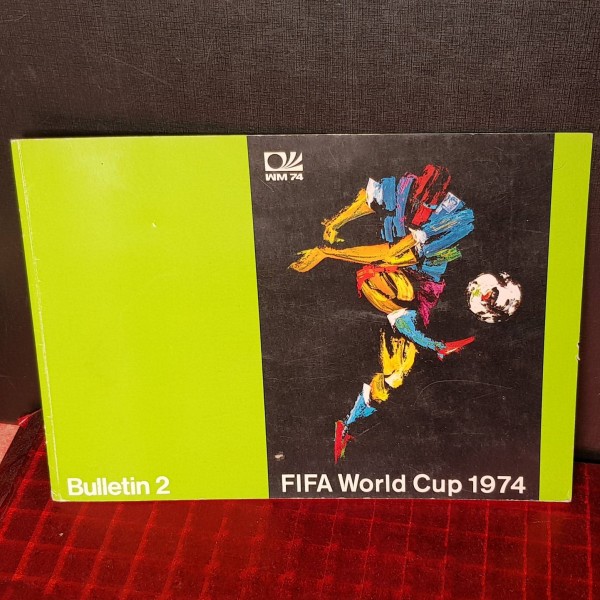 WM 74
Bulletin 2
FIFA World Cup 1974